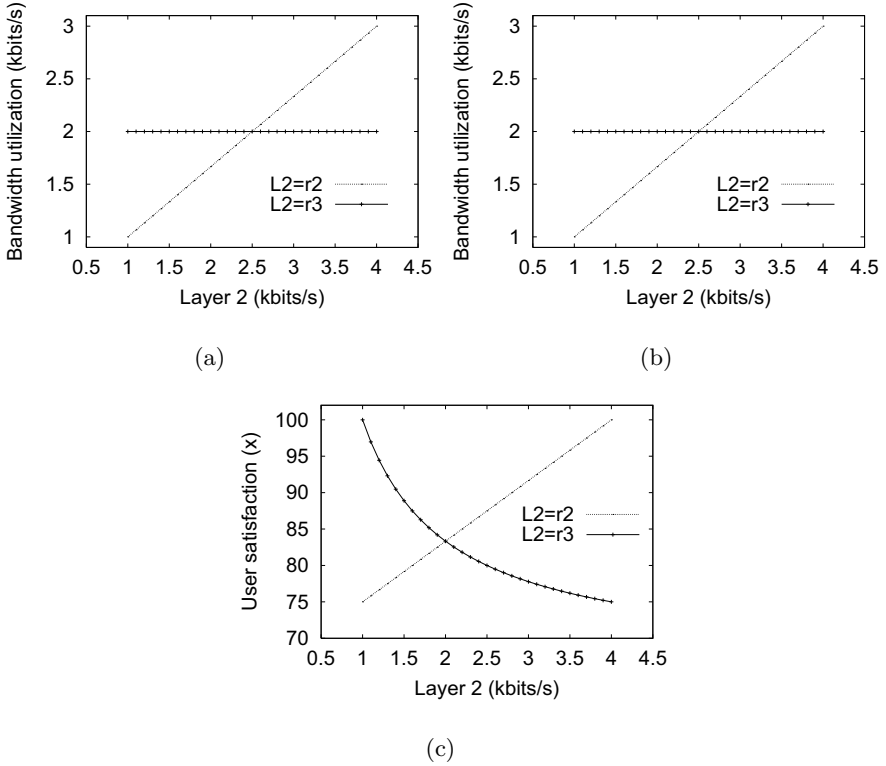 Bandwidth utilization (kbits/s)
3
2.5
2
1.5
1
L2=r2
L2=r3
0.5 1 1.5 2 2.5 3 3.5 4 4.5
Layer 2 (kbits/s)
(a)
Bandwidth utilization (kbits/s)
3
2.5
2
1.5
1
L2=r2
L2=r3
0.5 1 1.5 2 2.5 3 3.5 4 4.5
Layer 2 (kbits/s)
(b)
User satisfaction (x)
100
95
90
85
80
75
70
L2=r2
L2=r3
0.5 1 1.5 2 2.5 3 3.5 4 4.5
Layer 2 (kbits/s)
(c)